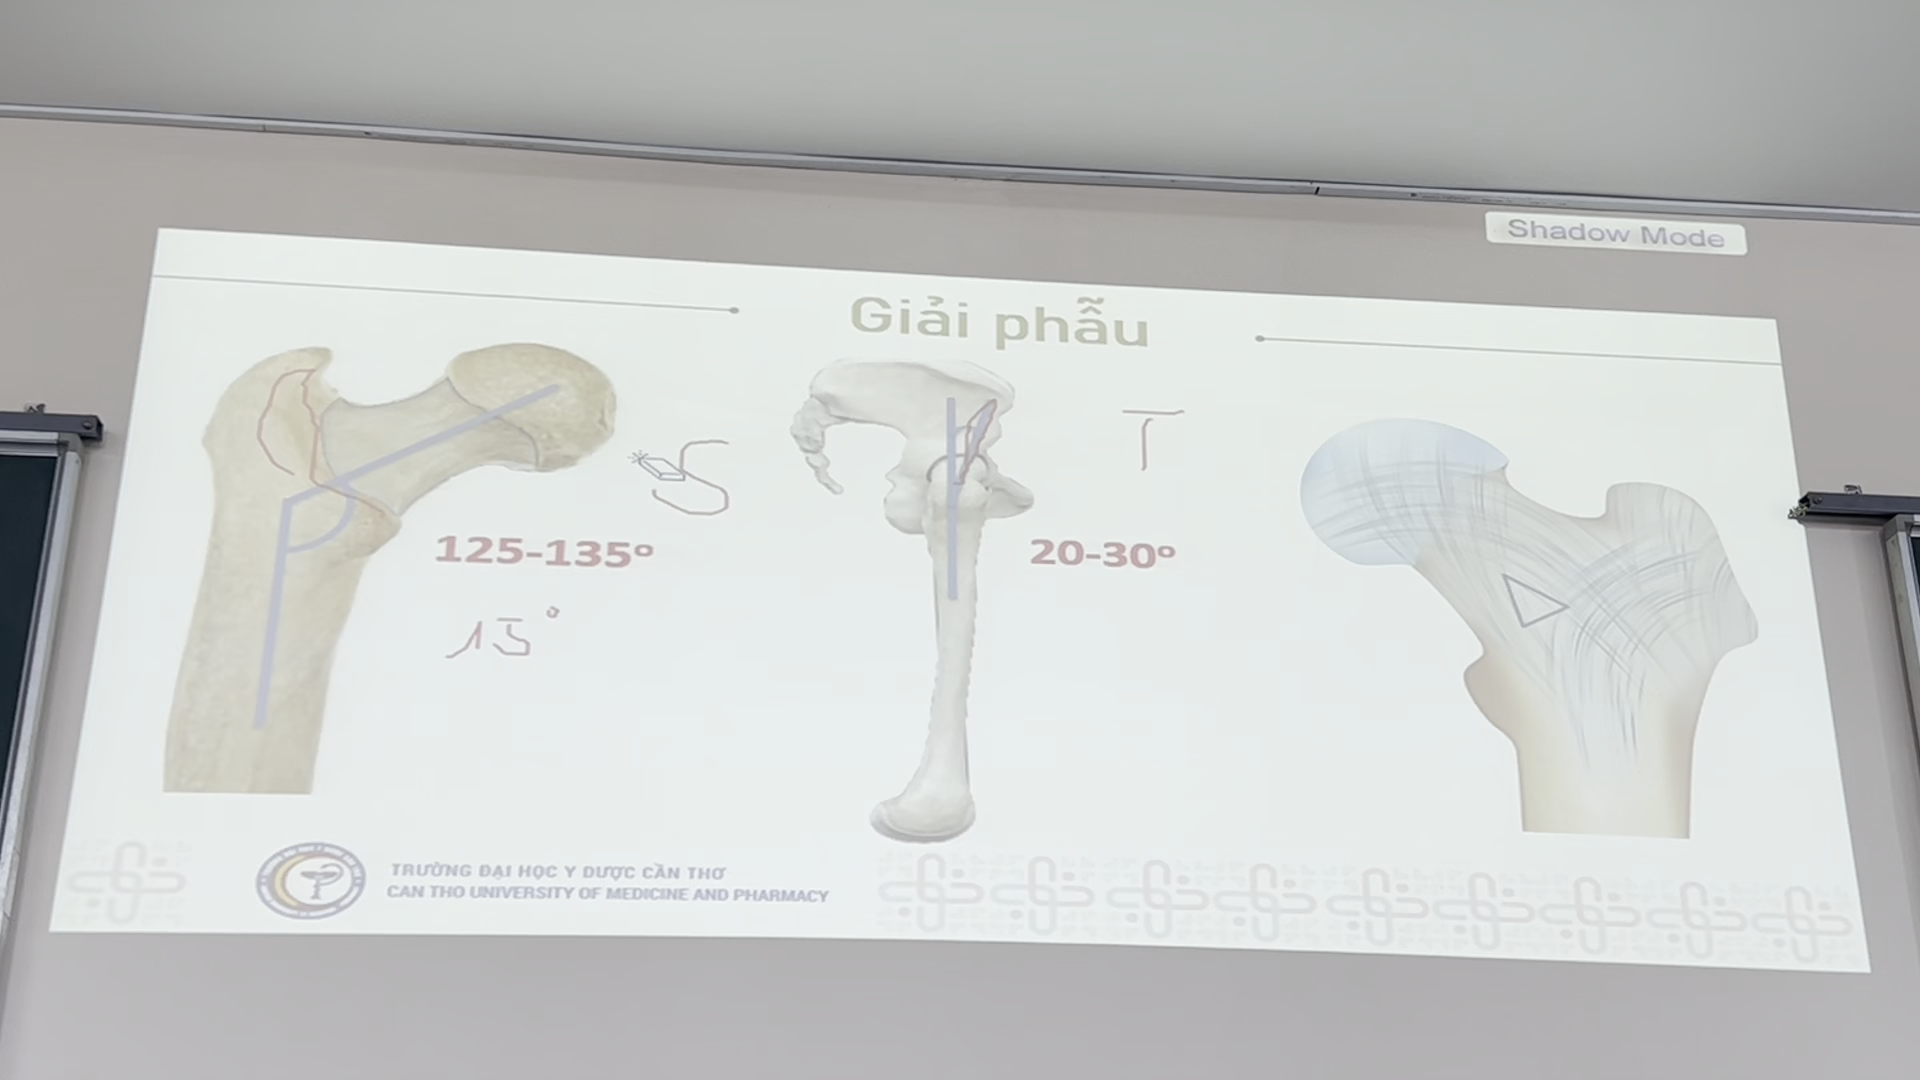 Shadow Mode
Giải phẫu
S
T
125-135º
20-30º
15°
TRƯỜNG ĐẠI HỌC Y DƯỢC CẦN THƠ
CAN THO UNIVERSITY OF MEDICINE AND PHARMACY